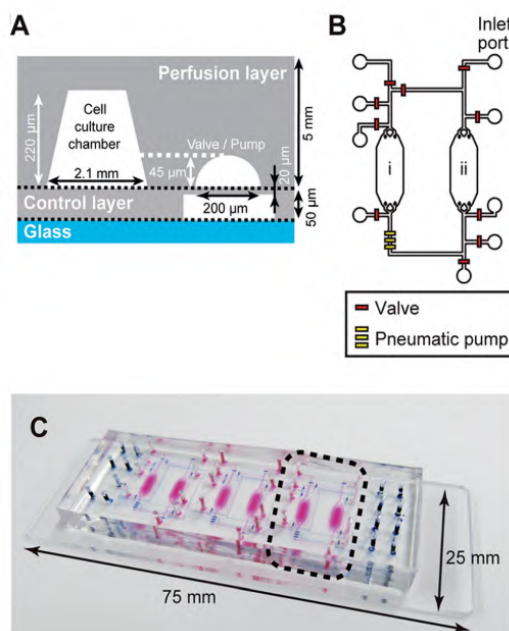 A
Perfusion layer
Cell
culture
chamber
220 µm
2.1 mm
Valve / Pump
45 µm
200 µm
20 µm
5 mm
50 µm
Control layer
Glass
B
Inlet
port
i
ii
Valve
Pneumatic pump
C
75 mm
25 mm